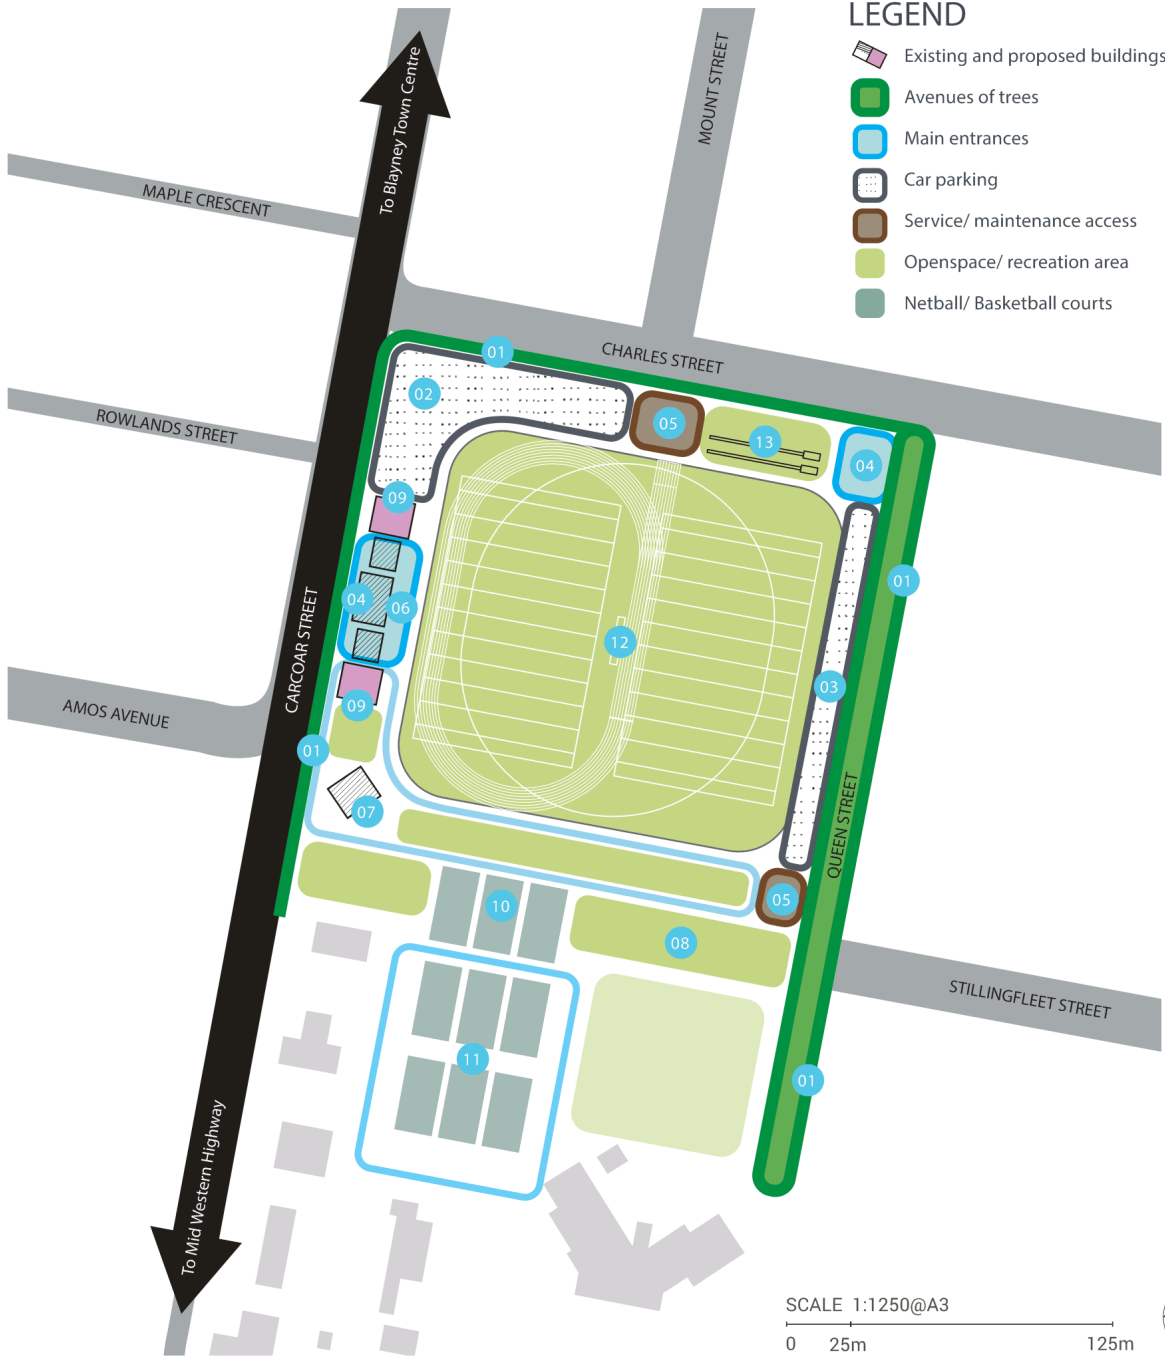 LEGEND
Existing and proposed buildings
Avenues of trees
Main entrances
Car parking
Service/ maintenance access
Openspace/ recreation area
Netball/ Basketball courts
To Blayney Town Centre
MOUNT STREET
MAPLE CRESCENT
CHARLES STREET
01
02
05
13
04
ROWLANDS STREET
09
01
04
06
CARCOAR STREET
12
03
09
AMOS AVENUE
01
07
QUEEN STREET
05
10
08
STILLINGFLEET STREET
11
01
To Mid Western Highway
SCALE 1:1250@A3
0 25m 125m